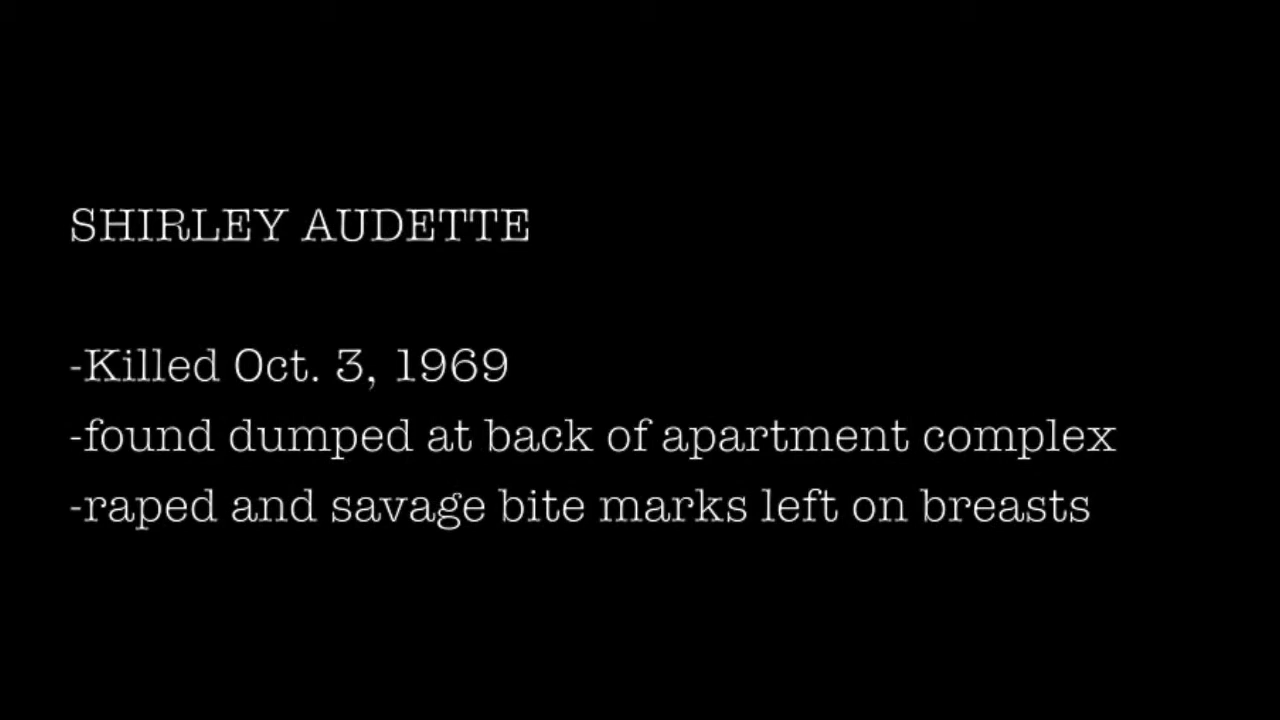 SHIRLEY AUDETTE
-Killed Oct. 3, 1969
-found dumped at back of apartment complex
-raped and savage bite marks left on breasts